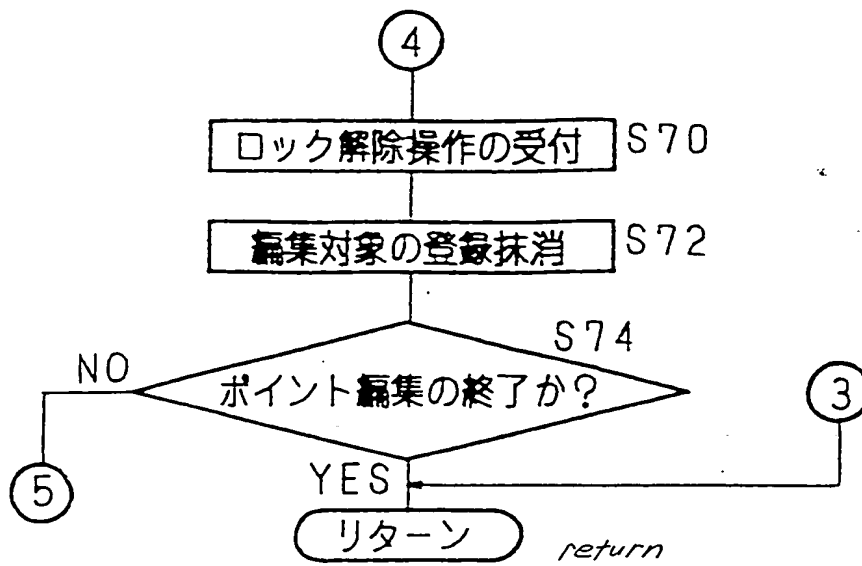 4
ロック解除操作の受付 S70
編集対象の登録抹消 S72
S74
NO
ポイント編集の終了か?
3
5
YES
リターン
return